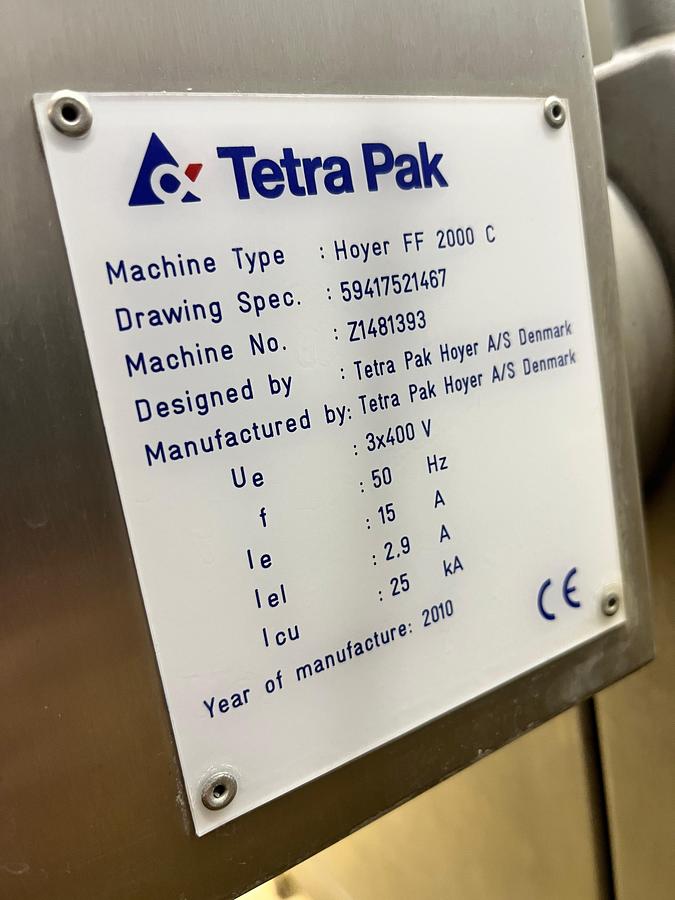 Tetra Pak
Machine Type : Hoyer FF 2000 C
Drawing Spec. : 59417521467
Machine No. : Z1481393
Designed by : Tetra Pak Hoyer A/S Denmark
Manufactured by: Tetra Pak Hoyer A/S Denmark
Ue : 3x400 V
f : 50 Hz
Ie : 15 A
Iel : 2.9 A
Icu : 25 kA
Year of manufacture: 2010
CE